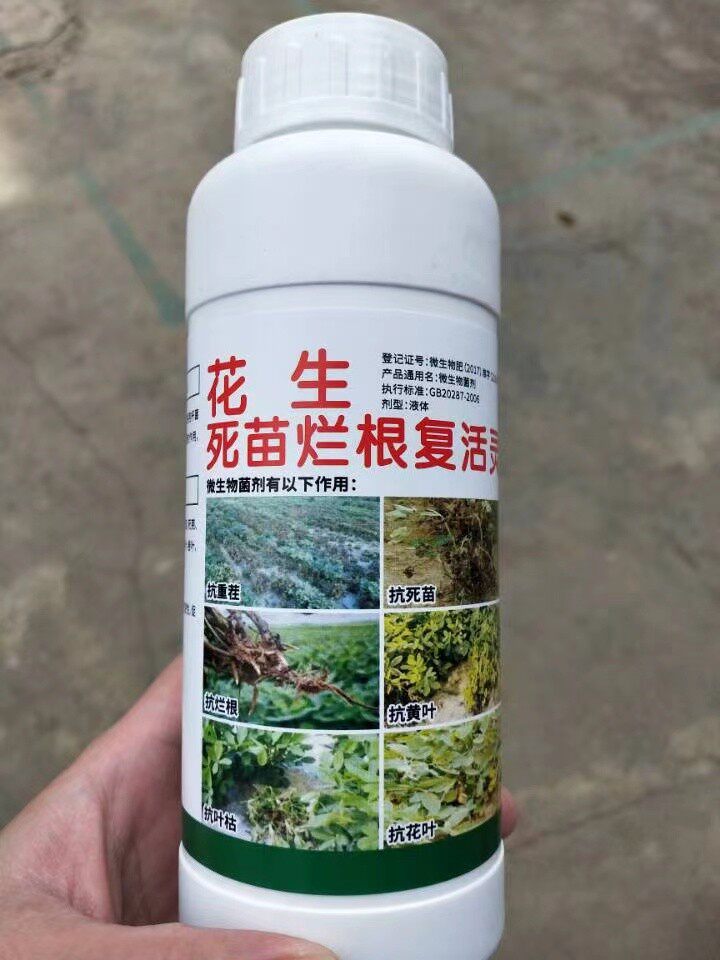 花生
死苗烂根复活灵
登记证号：微生物肥（2017）
产品通用名：微生物菌剂
执行标准：GB20287-2006
剂型：液体
微生物菌剂有以下作用：
抗重茬
抗死苗
抗烂根
抗黄叶
抗叶枯
抗花叶